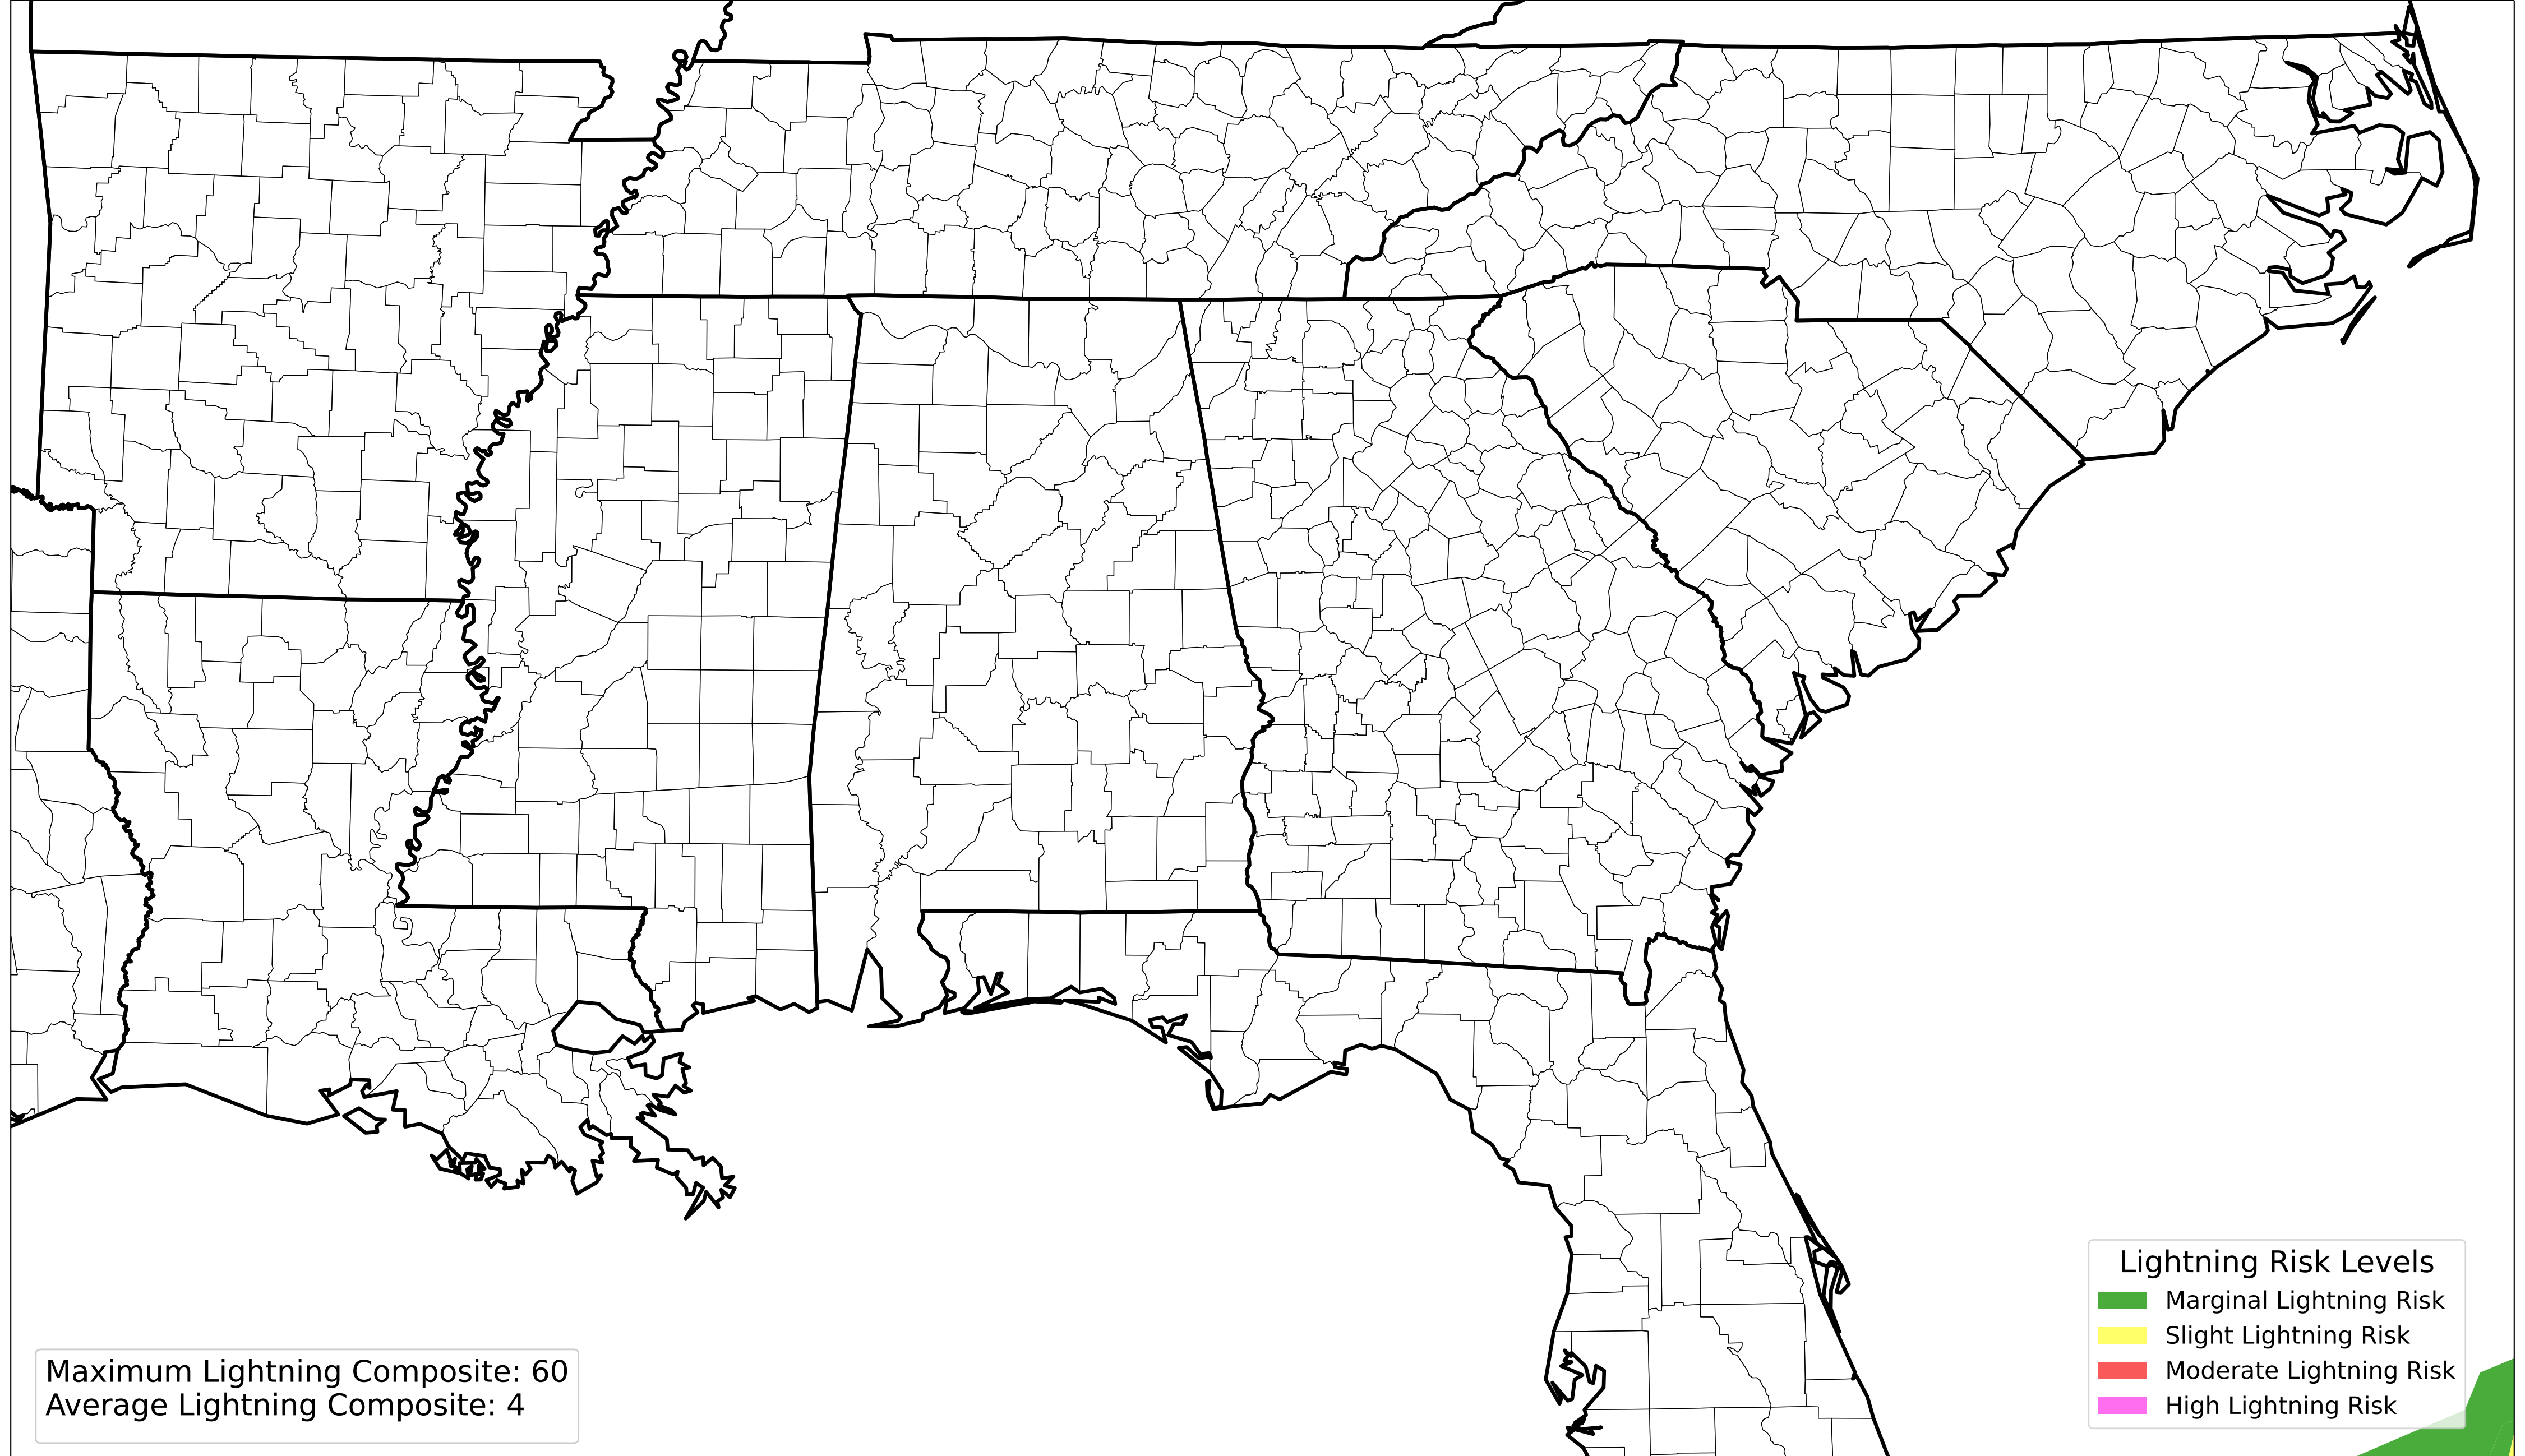 Lightning Risk Levels
Marginal Lightning Risk
Slight Lightning Risk
Moderate Lightning Risk
High Lightning Risk
Maximum Lightning Composite: 60
Average Lightning Composite: 4